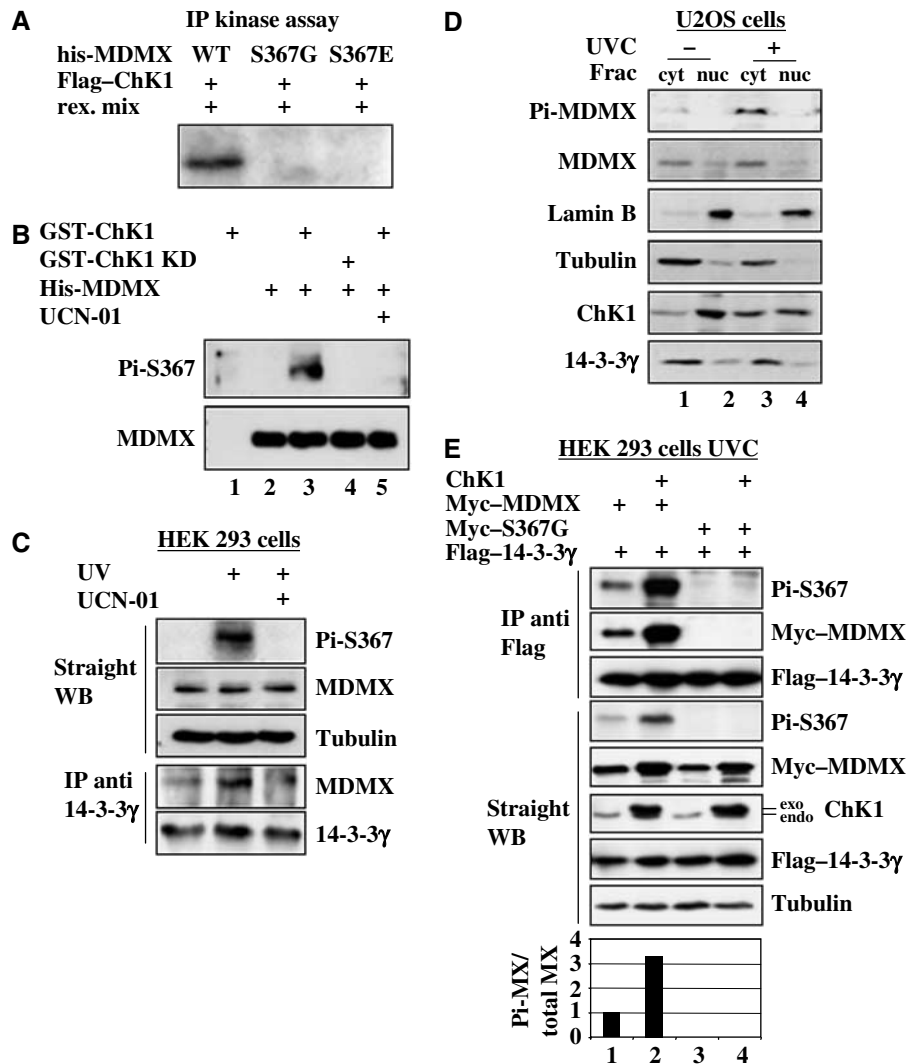 A
IP kinase assay
his-MDMX WT S367G S367E
Flag–ChK1 + + +
rex. mix + + +
B
GST-ChK1 + + +
GST-ChK1 KD +
His-MDMX + + + +
UCN-01 +
Pi-S367
MDMX
1 2 3 4 5
C
HEK 293 cells
UV + +
UCN-01 +
Straight WB
Pi-S367
MDMX
Tubulin
IP anti 14-3-3γ
MDMX
14-3-3γ
D
U2OS cells
UVC – +
Frac cyt nuc cyt nuc
Pi-MDMX
MDMX
Lamin B
Tubulin
ChK1
14-3-3γ
1 2 3 4
E
HEK 293 cells UVC
ChK1 + +
Myc–MDMX + +
Myc–S367G + +
Flag–14-3-3γ + + + +
IP anti Flag
Pi-S367
Myc–MDMX
Flag–14-3-3γ
Straight WB
Pi-S367
Myc–MDMX
exo
endo
ChK1
Flag–14-3-3γ
Tubulin
Pi-MX/
total MX
4
3
2
1
0
1 2 3 4